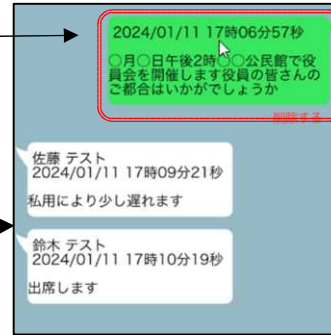 2024/01/11 17時06分57秒
○月○日午後2時○○公民館で役
員会を開催します役員の皆さんの
ご都合はいかがでしょうか
削除する
佐藤 テスト
2024/01/11 17時09分21秒
私用により少し遅れます
鈴木 テスト
2024/01/11 17時10分19秒
出席します